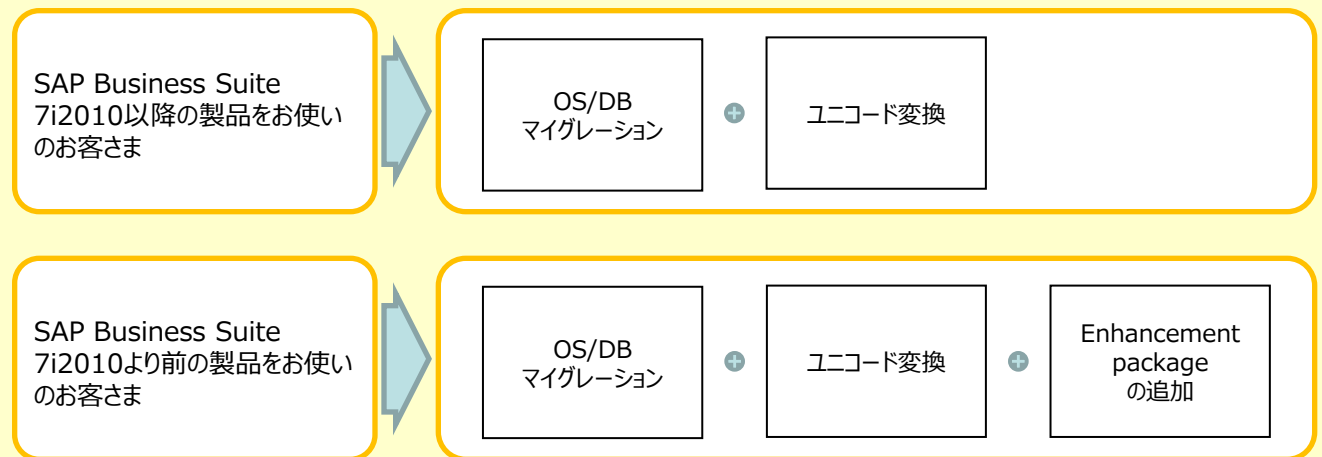 SAP Business Suite
7i2010以降の製品をお使い
のお客さま
OS/DB
マイグレーション
ユニコード変換
SAP Business Suite
7i2010より前の製品をお使い
のお客さま
OS/DB
マイグレーション
ユニコード変換
Enhancement
package
の追加